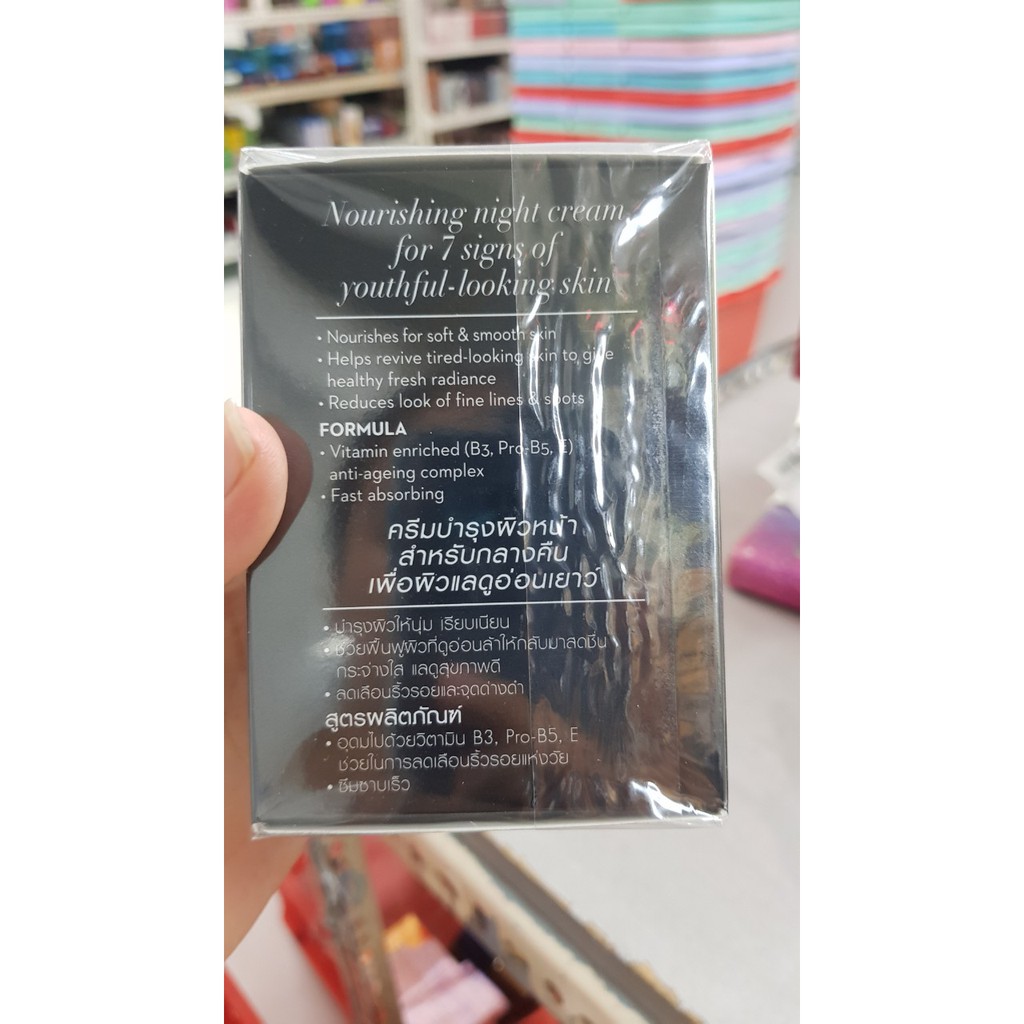 Nourishing night cream
for 7 signs of
youthful-looking skin
• Nourishes for soft & smooth skin
• Helps revive tired-looking skin to give
healthy fresh radiance
• Reduces look of fine lines & spots
FORMULA
• Vitamin enriched (B3, Pro-B5, E)
anti-ageing complex
• Fast absorbing
ครีมบำรุงผิวหน้า
สำหรับกลางคืน
เพื่อผิวแลดูอ่อนเยาว์
• บำรุงผิวให้นุ่ม เรียบเนียน
• ช่วยฟื้นฟูผิวที่ดูอ่อนล้าให้กลับมาสดชื่น
กระจ่างใส แลดูสุขภาพดี
• ลดเลือนริ้วรอยและจุดด่างดำ
สูตรผลิตภัณฑ์
• อุดมไปด้วยวิตามิน B3, Pro-B5, E
ช่วยในการลดเลือนริ้วรอยแห่งวัย
• ซึมซาบเร็ว